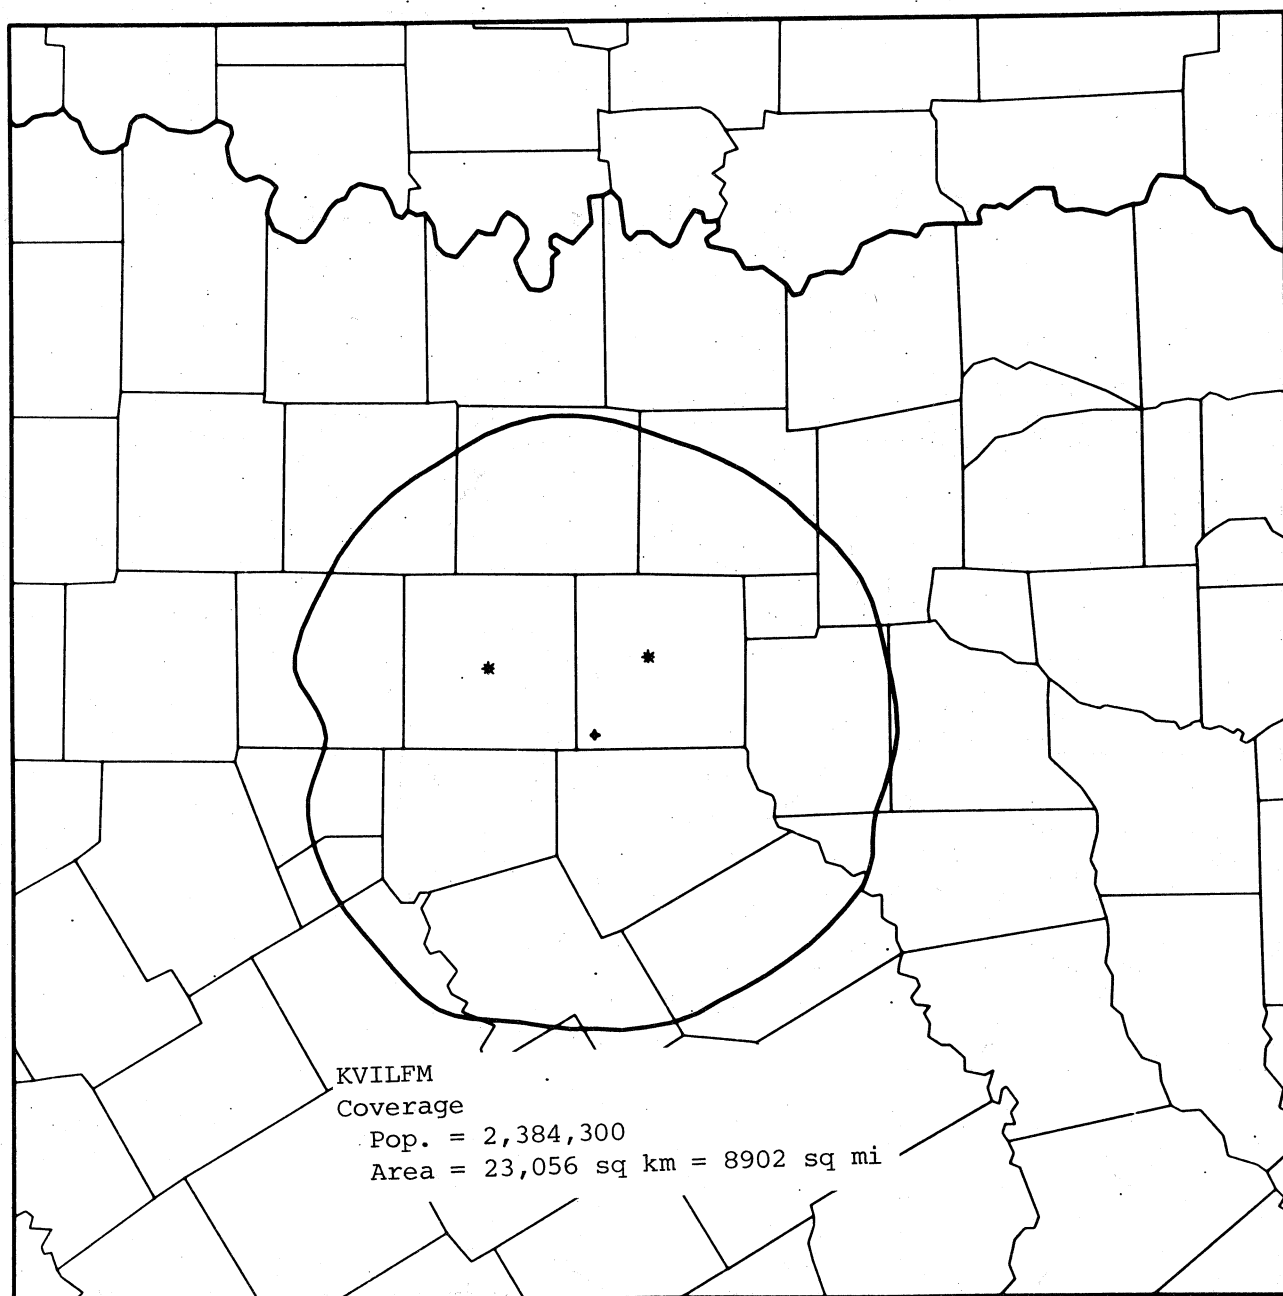 KVILFM
Coverage
Pop. = 2,384,300
Area = 23,056 sq km = 8902 sq mi